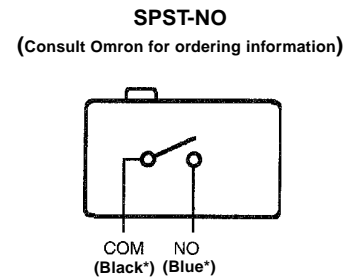 SPST-NO
(Consult Omron for ordering information)
COM NO
(Black*) (Blue*)